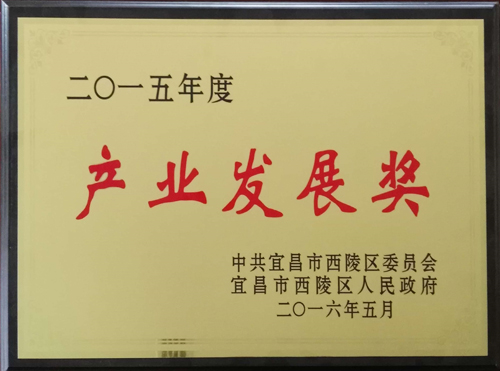 二〇一五年度
产业发展奖
中共宜昌市西陵区委员会
宜昌市西陵区人民政府
二〇一六年五月